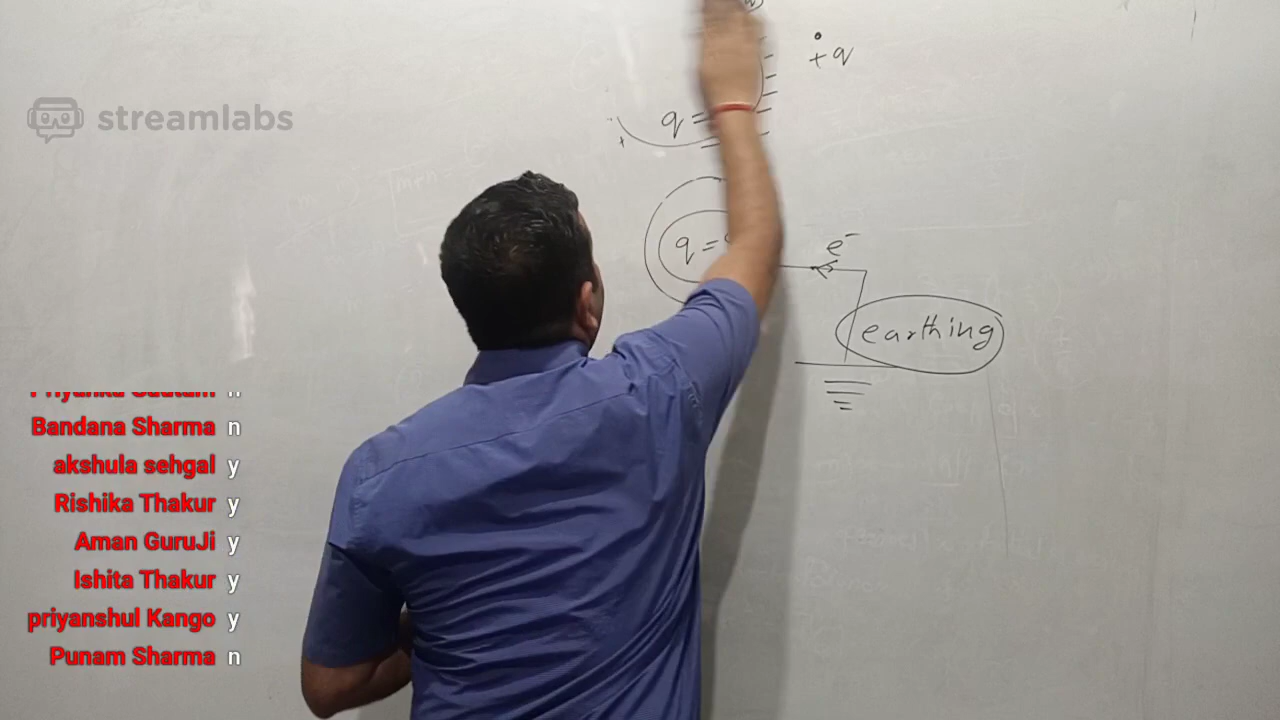 streamlabs
+q
q =
q =
e⁻
earthing
Bandana Sharma n
akshula sehgal y
Rishika Thakur y
Aman GuruJi y
Ishita Thakur y
priyanshul Kango y
Punam Sharma n